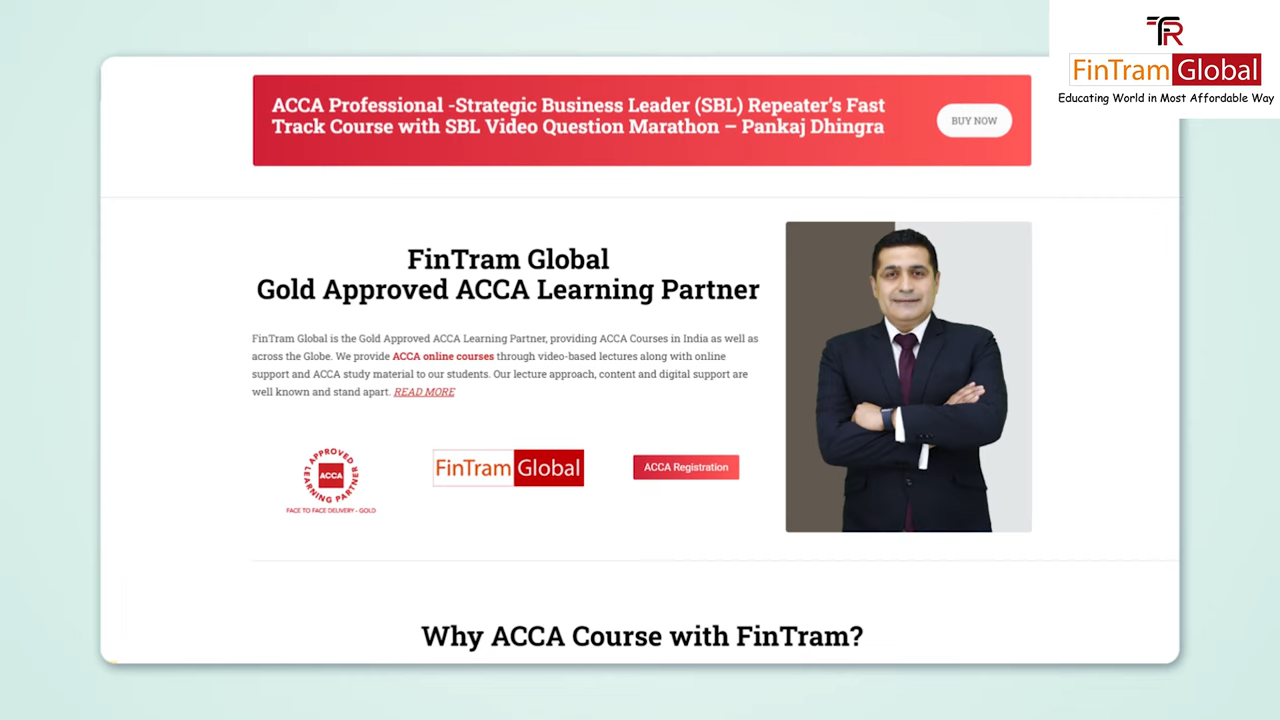 FinTram Global
Educating World in Most Affordable Way
ACCA Professional -Strategic Business Leader (SBL) Repeater's Fast
Track Course with SBL Video Question Marathon – Pankaj Dhingra
BUY NOW
FinTram Global
Gold Approved ACCA Learning Partner
FinTram Global is the Gold Approved ACCA Learning Partner, providing ACCA Courses in India as well as
across the Globe. We provide ACCA online courses through video-based lectures along with online
support and ACCA study material to our students. Our lecture approach, content and digital support are
well known and stand apart. READ MORE
APPROVED
ACCA
LEARNING PARTNER
FACE TO FACE DELIVERY - GOLD
FinTram Global
ACCA Registration
Why ACCA Course with FinTram?